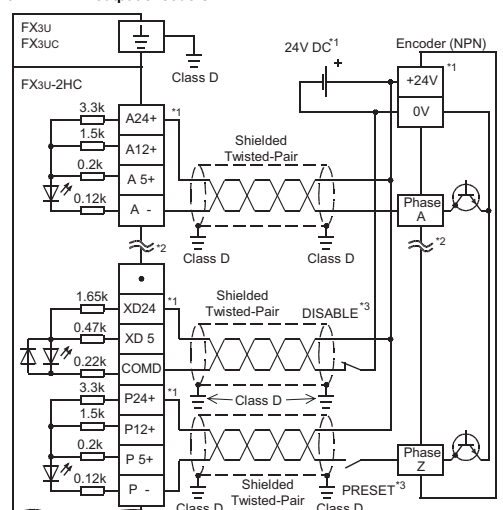 FX3U
FX3UC
Class D
24V DC*1
+
Encoder (NPN)
+24V
*1
0V
FX3U-2HC
3.3k
A24+
*1
1.5k
A12+
0.2k
A 5+
0.12k
A -
Shielded
Twisted-Pair
Class D
Class D
Phase
A
*2
*2
1.65k
XD24
*1
0.47k
XD 5
0.22k
COMD
Shielded
Twisted-Pair
DISABLE*3
Class D
3.3k
P24+
*1
1.5k
P12+
0.2k
P 5+
0.12k
P -
Phase
Z
PRESET*3
Shielded
Twisted-Pair
Class D
Class D